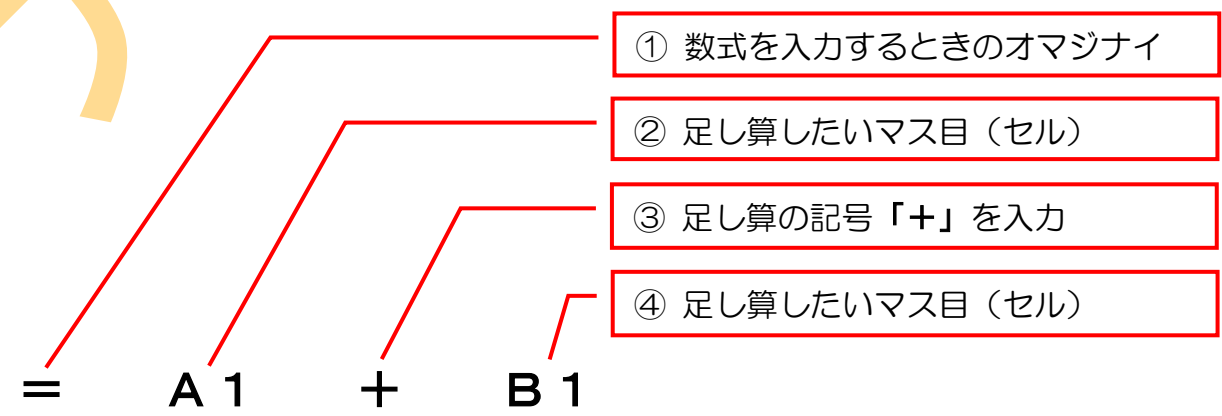 ① 数式を入力するときのオマジナイ
② 足し算したいマス目（セル）
③ 足し算の記号「＋」を入力
④ 足し算したいマス目（セル）
＝ Ａ１ ＋ Ｂ１